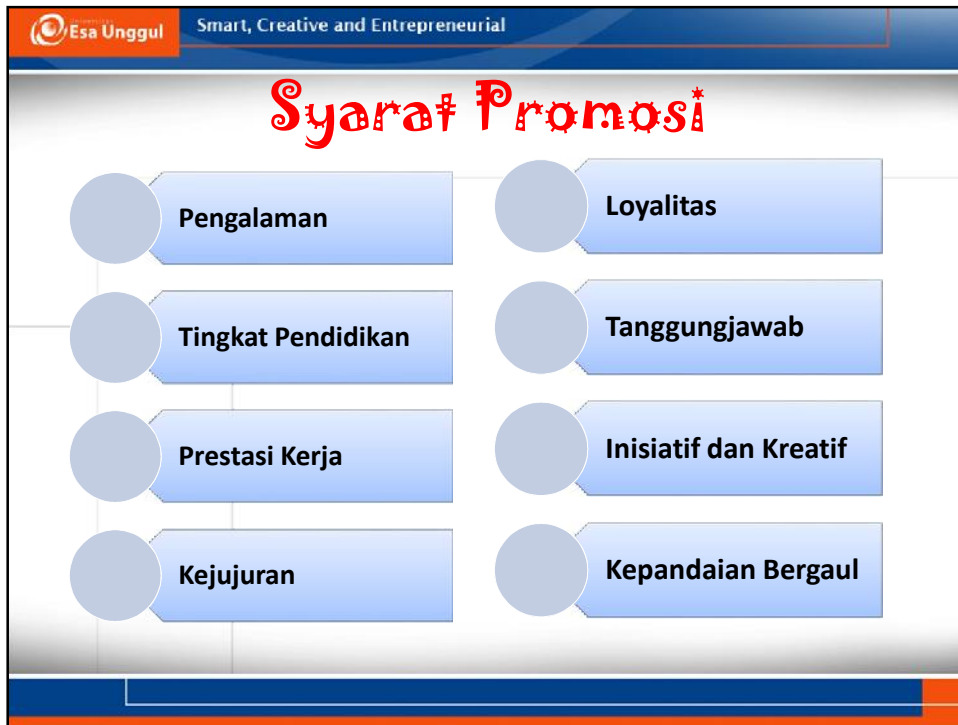 Universitas
Esa Unggul
Smart, Creative and Entrepreneurial
Syarat Promosi
Pengalaman
Tingkat Pendidikan
Prestasi Kerja
Kejujuran
Loyalitas
Tanggungjawab
Inisiatif dan Kreatif
Kepandaian Bergaul